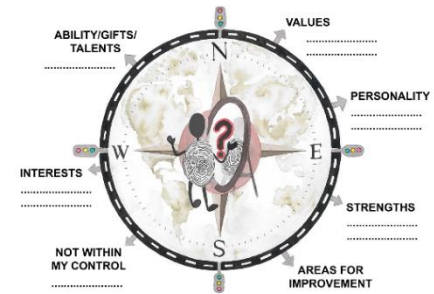 VALUES
ABILITY/GIFTS/
TALENTS
N
PERSONALITY
?
W
E
INTERESTS
STRENGTHS
S
NOT WITHIN
MY CONTROL
AREAS FOR
IMPROVEMENT